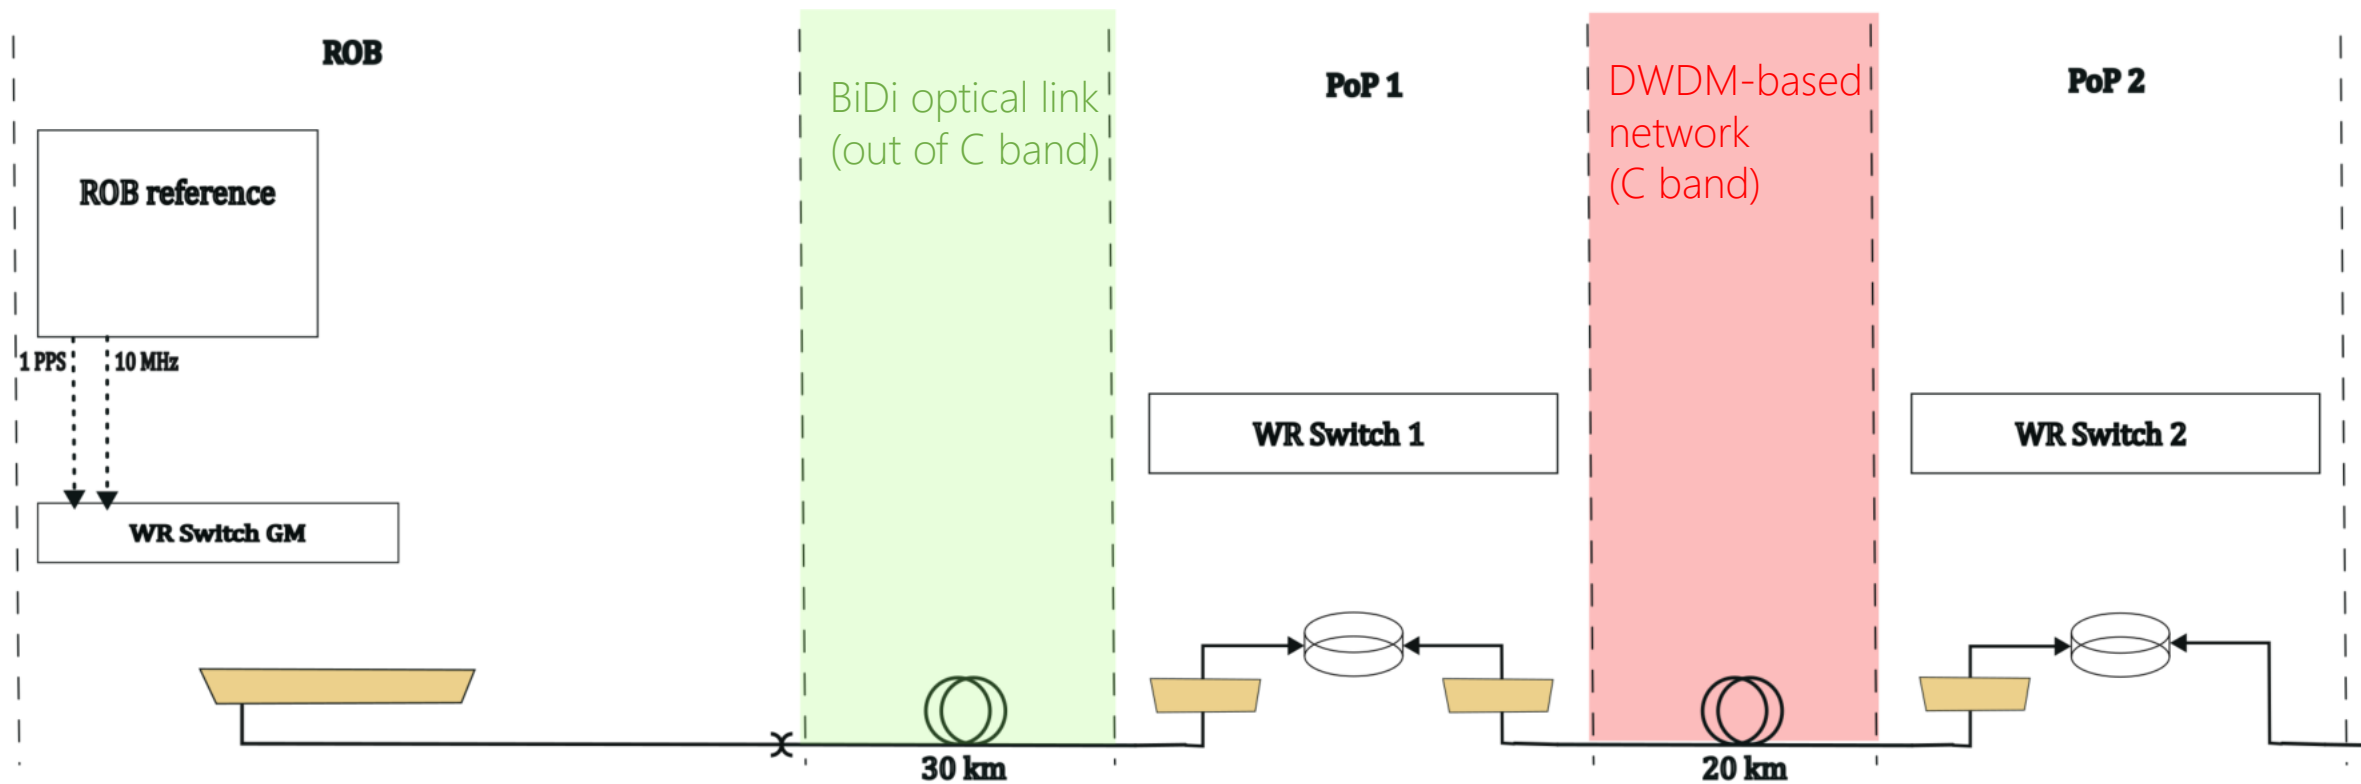 ROB
BiDi optical link
(out of C band)
PoP 1
DWDM-based
network
(C band)
PoP 2
ROB reference
1 PPS
10 MHz
WR Switch GM
WR Switch 1
WR Switch 2
30 km
20 km